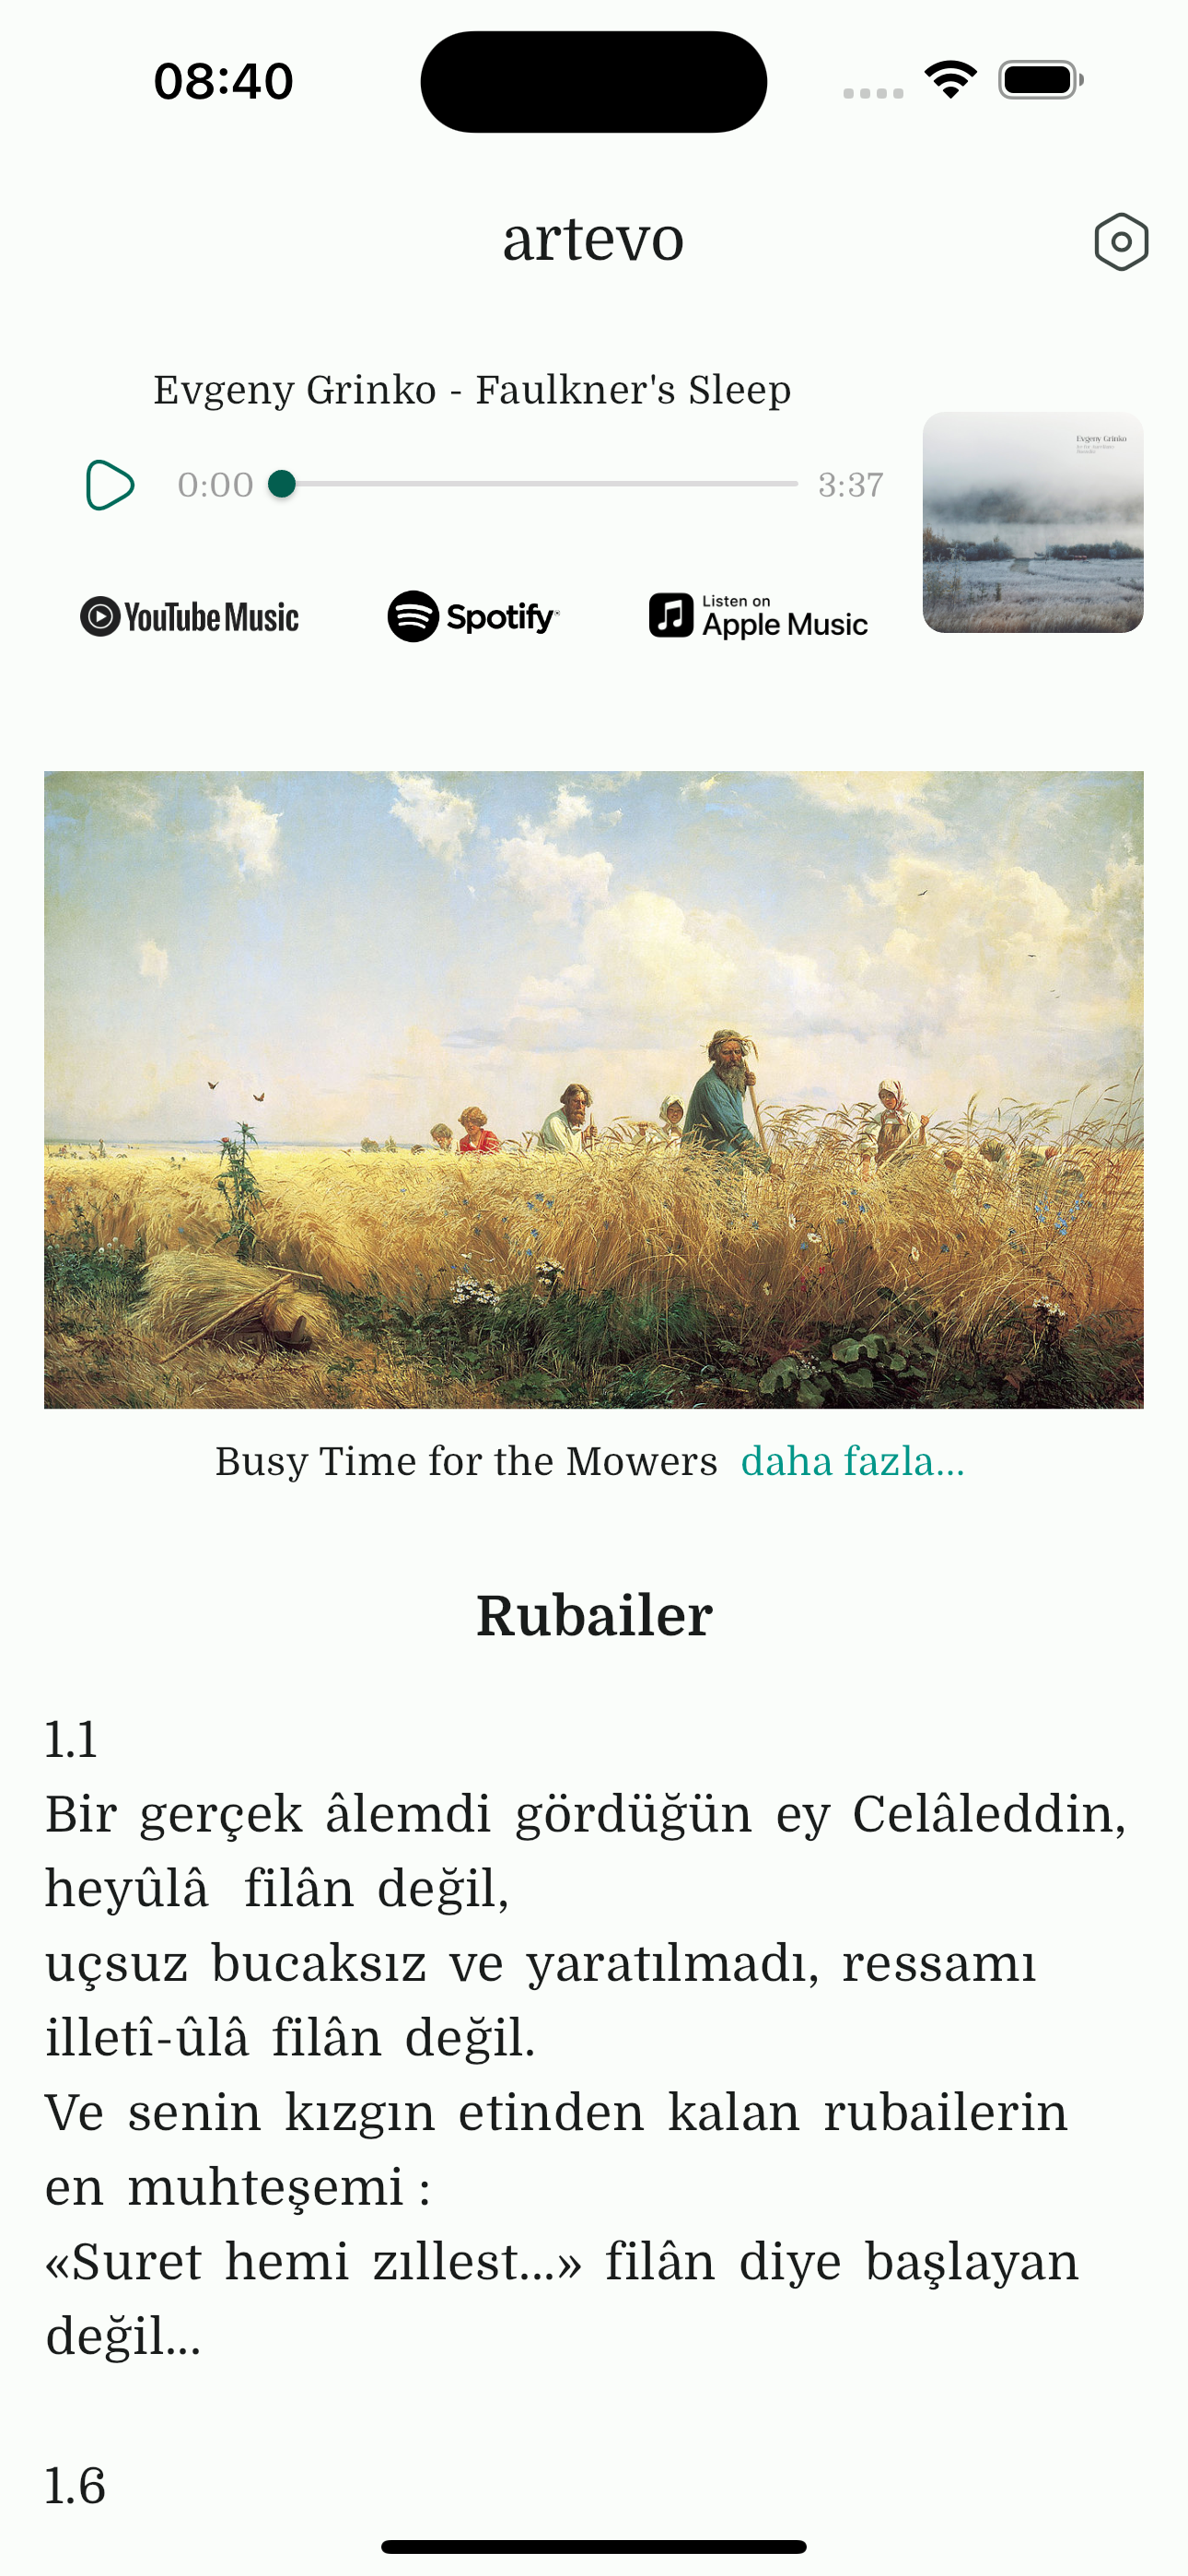 08:40
artevo
Evgeny Grinko - Faulkner's Sleep
0:00
3:37
Evgeny Grinko
YouTube Music
Spotify
Listen on
Apple Music
Busy Time for the Mowers daha fazla...
Rubailer
1.1
Bir gerçek âlemdi gördüğün ey Celâleddin,
heyûlâ filân değil,
uçsuz bucaksız ve yaratılmadı, ressamı
illetî-ûlâ filân değil.
Ve senin kızgın etinden kalan rubailerin
en muhteşemi :
«Suret hemi zıllest...» filân diye başlayan
değil...
1.6